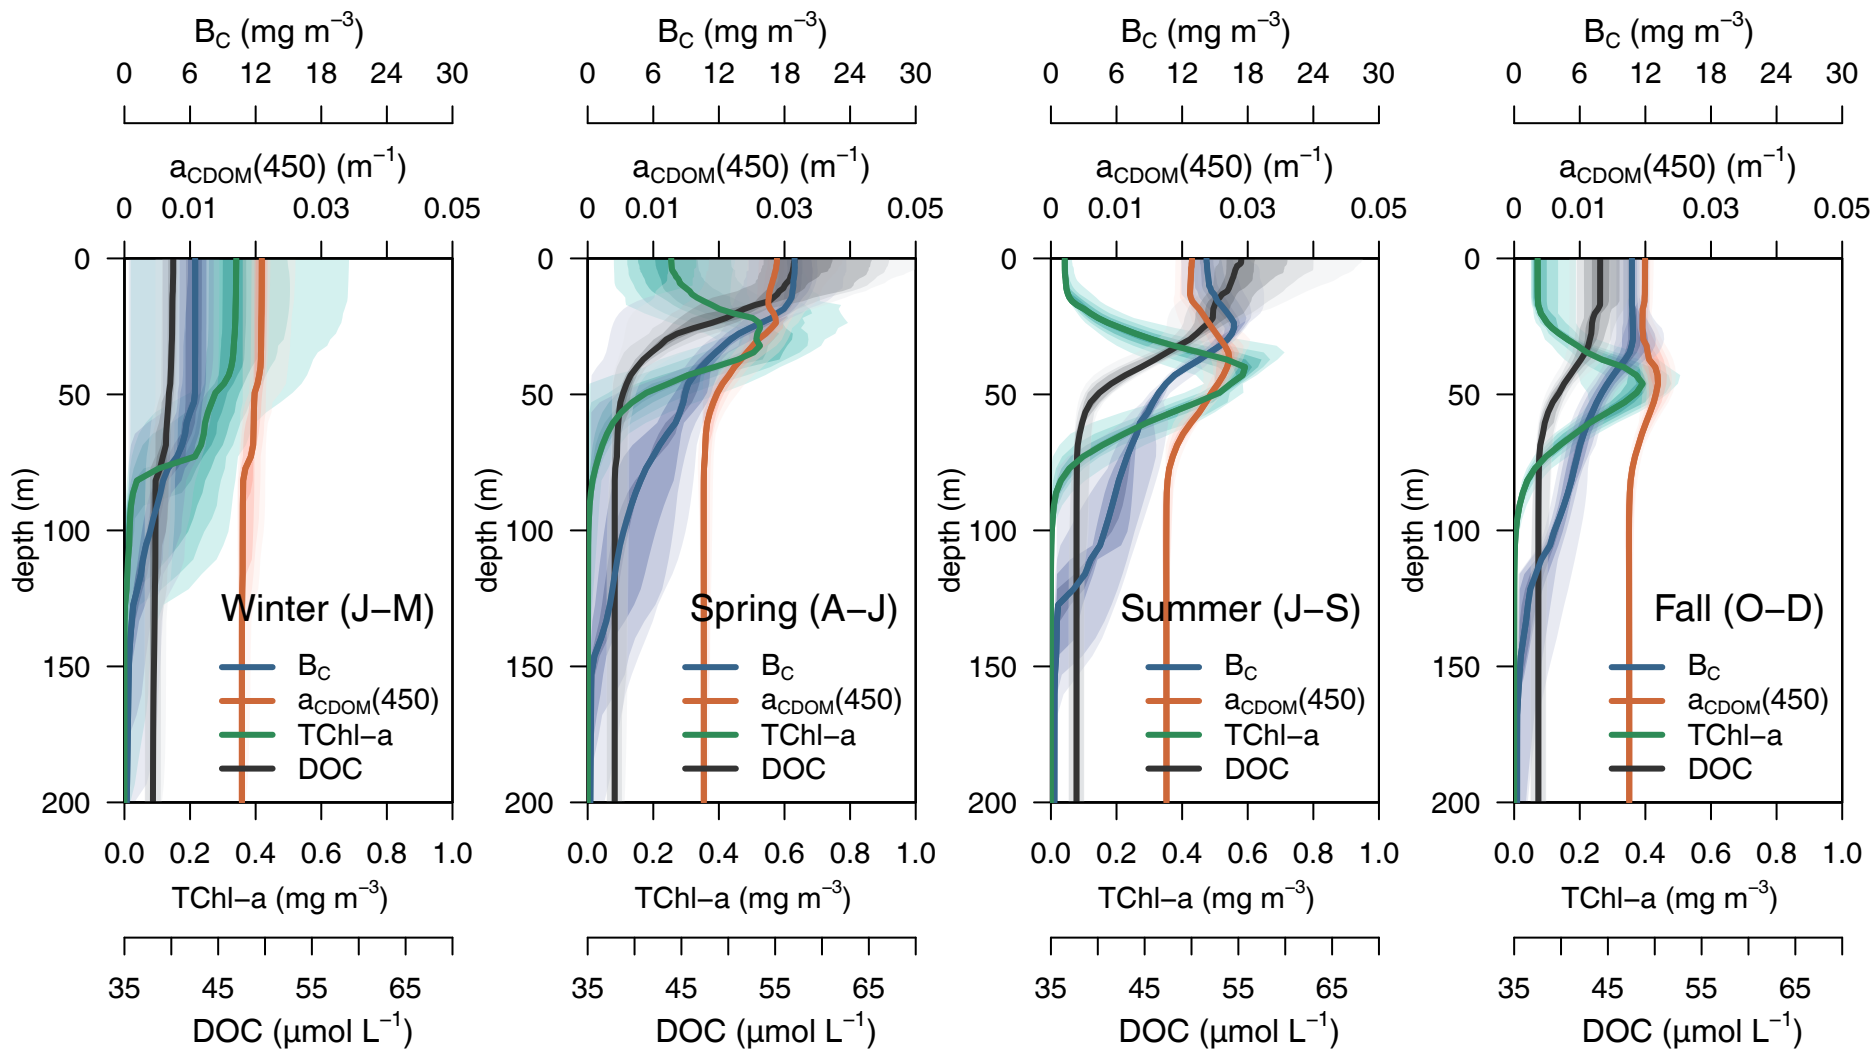 B_C (mg m⁻³) B_C (mg m⁻³) B_C (mg m⁻³) B_C (mg m⁻³)
0 6 12 18 24 30 0 6 12 18 24 30 0 6 12 18 24 30 0 6 12 18 24 30
a_CDOM(450) (m⁻¹) a_CDOM(450) (m⁻¹) a_CDOM(450) (m⁻¹) a_CDOM(450) (m⁻¹)
0 0.01 0.03 0.05 0 0.01 0.03 0.05 0 0.01 0.03 0.05 0 0.01 0.03 0.05
0 0 0 0
50 50 50 50
depth (m) depth (m) depth (m) depth (m)
100 100 100 100
Winter (J–M) Spring (A–J) Summer (J–S) Fall (O–D)
150 B_C 150 B_C 150 B_C 150 B_C
a_CDOM(450) a_CDOM(450) a_CDOM(450) a_CDOM(450)
TChl–a TChl–a TChl–a TChl–a
DOC DOC DOC DOC
200 200 200 200
0.0 0.2 0.4 0.6 0.8 1.0 0.0 0.2 0.4 0.6 0.8 1.0 0.0 0.2 0.4 0.6 0.8 1.0 0.0 0.2 0.4 0.6 0.8 1.0
TChl–a (mg m⁻³) TChl–a (mg m⁻³) TChl–a (mg m⁻³) TChl–a (mg m⁻³)
35 45 55 65 35 45 55 65 35 45 55 65 35 45 55 65
DOC (µmol L⁻¹) DOC (µmol L⁻¹) DOC (µmol L⁻¹) DOC (µmol L⁻¹)